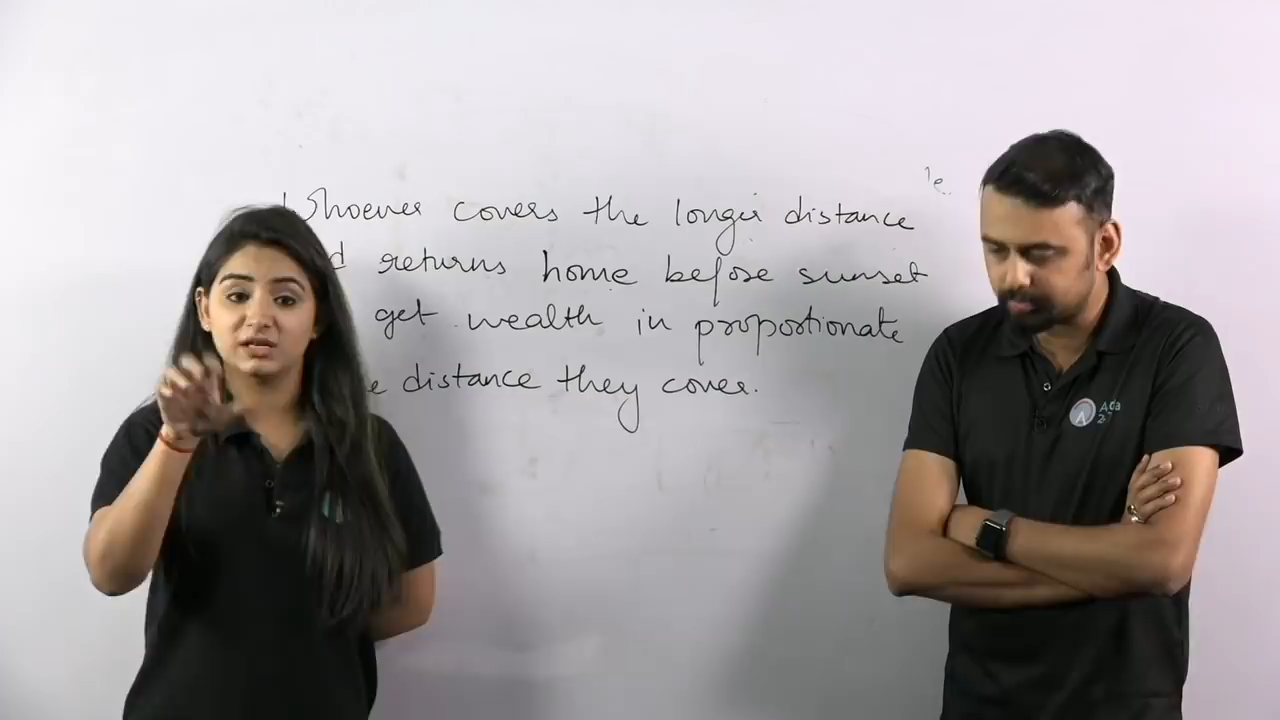 Whoever covers the longer distance
returns home before sunset
get wealth in proportionate
distance they cover.